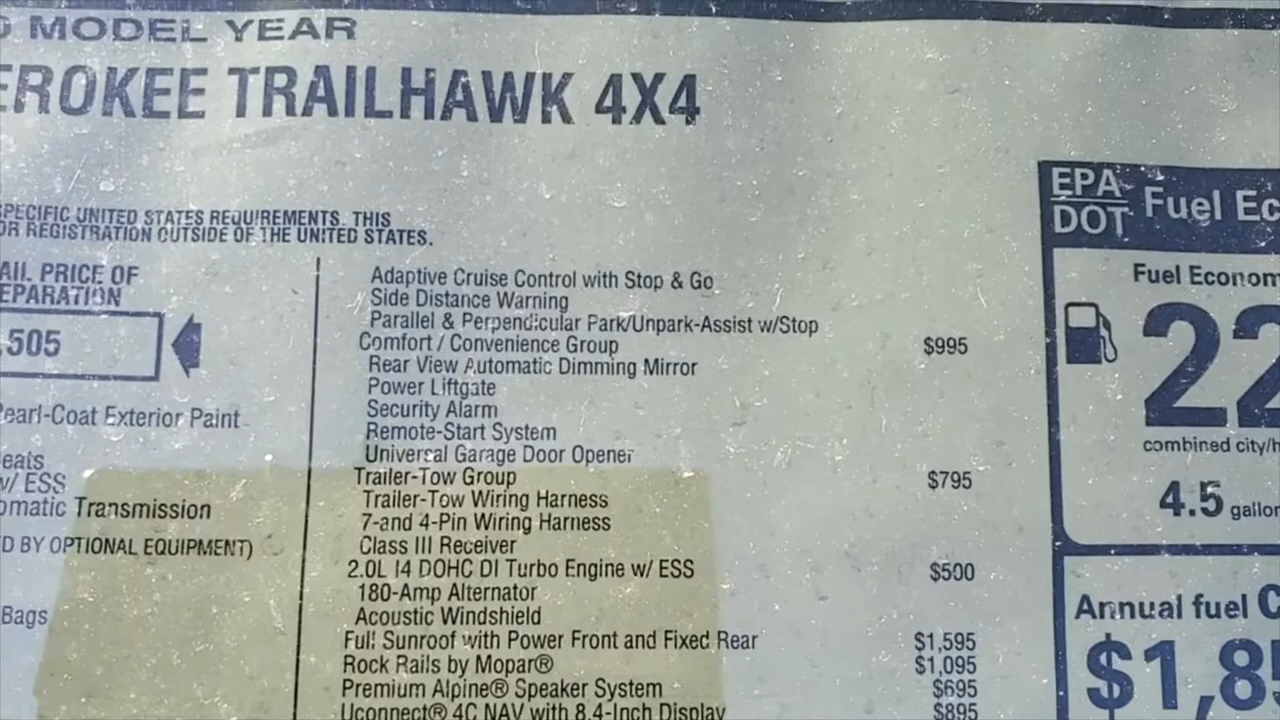 MODEL YEAR
EROKEE TRAILHAWK 4X4
SPECIFIC UNITED STATES REQUIREMENTS. THIS
OR REGISTRATION OUTSIDE OF THE UNITED STATES.
AIL PRICE OF
EPARATION
,505
Pearl-Coat Exterior Paint
eats
w/ ESS
omatic Transmission
D BY OPTIONAL EQUIPMENT)
Bags
Adaptive Cruise Control with Stop & Go
Side Distance Warning
Parallel & Perpendicular Park/Unpark-Assist w/Stop
Comfort / Convenience Group $995
Rear View Automatic Dimming Mirror
Power Liftgate
Security Alarm
Remote-Start System
Universal Garage Door Opener
Trailer-Tow Group $795
Trailer-Tow Wiring Harness
7-and 4-Pin Wiring Harness
Class III Receiver
2.0L I4 DOHC DI Turbo Engine w/ ESS $500
180-Amp Alternator
Acoustic Windshield
Full Sunroof with Power Front and Fixed Rear $1,595
Rock Rails by Mopar® $1,095
Premium Alpine® Speaker System $695
Uconnect® 4C NAV with 8.4-Inch Display $895
EPA
DOT Fuel Ec
Fuel Econom
22
combined city/h
4.5 gallon
Annual fuel C
$1,85